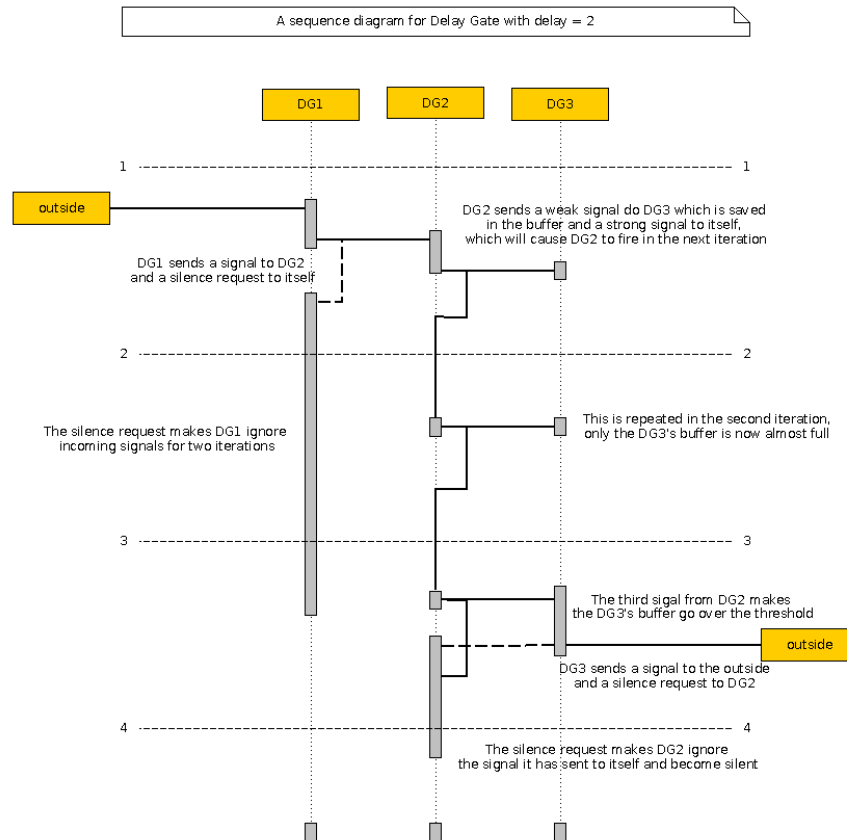 A sequence diagram for Delay Gate with delay = 2
DG1
DG2
DG3
1
1
outside
DG2 sends a weak signal do DG3 which is saved
in the buffer and a strong signal to itself,
which will cause DG2 to fire in the next iteration
DG1 sends a signal to DG2
and a silence request to itself
2
2
The silence request makes DG1 ignore
incoming signals for two iterations
This is repeated in the second iteration,
only the DG3's buffer is now almost full
3
3
The third sigal from DG2 makes
the DG3's buffer go over the threshold
outside
DG3 sends a signal to the outside
and a silence request to DG2
4
4
The silence request makes DG2 ignore
the signal it has sent to itself and become silent